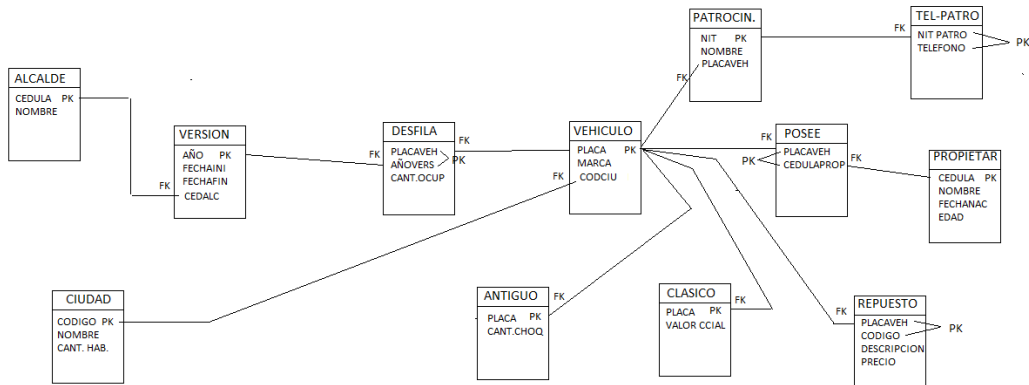 ALCALDE
CEDULA PK
NOMBRE
VERSION
AÑO PK
FECHAINI
FECHAFIN
FK
CEDALC
DESFILA
FK
PLACAVEH
FK
AÑOVERS
PK
CANT.OCUP
VEHICULO
PLACA PK
MARCA
FK
CODCIU
PATROCIN.
NIT PK
NOMBRE
PLACAVEH
FK
TEL-PATRO
FK
NIT PATRO
TELEFONO
PK
POSEE
FK
PLACAVEH
PK
CEDULAPROP
FK
PROPIETAR
CEDULA PK
NOMBRE
FECHANAC
EDAD
CIUDAD
CODIGO PK
NOMBRE
CANT. HAB.
ANTIGUO
FK
PLACA PK
CANT.CHOQ
CLASICO
FK
PLACA PK
VALOR CCIAL
REPUESTO
FK
PLACAVEH
CODIGO
PK
DESCRIPCION
PRECIO